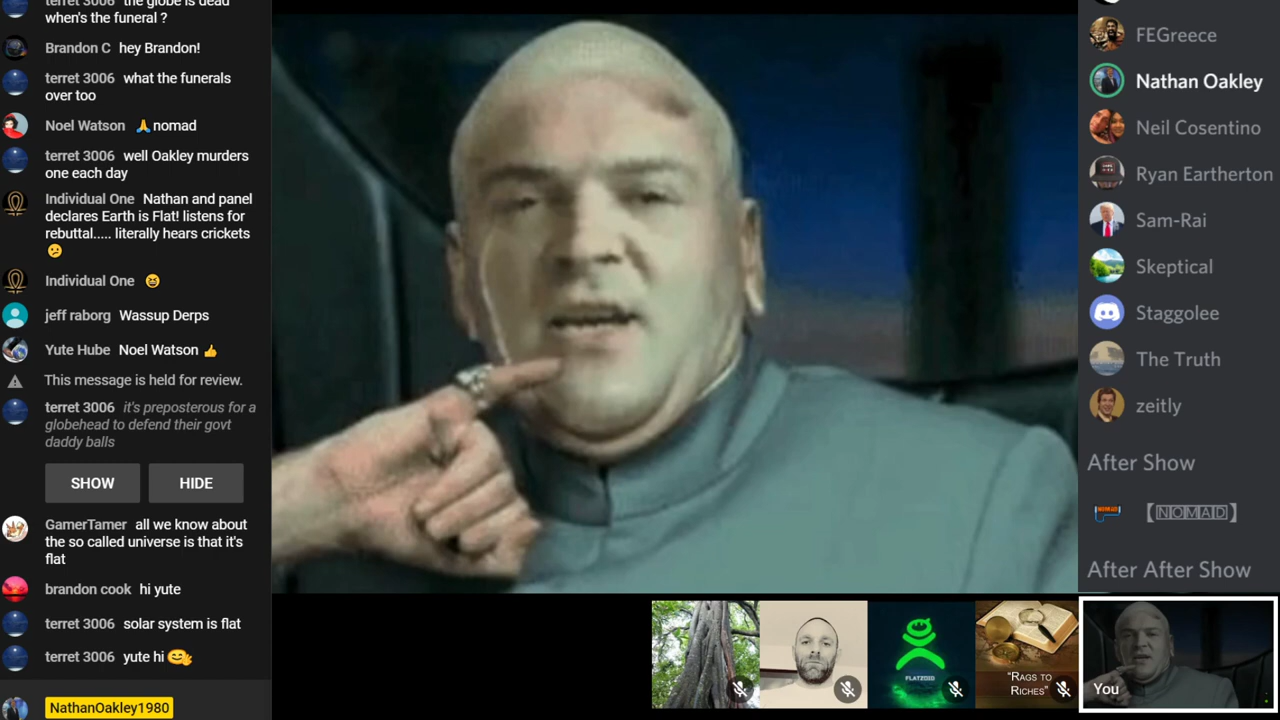 terret 3006 the globe is dead
when's the funeral ?
Brandon C hey Brandon!
terret 3006 what the funerals
over too
Noel Watson 🙏nomad
terret 3006 well Oakley murders
one each day
Individual One Nathan and panel
declares Earth is Flat! listens for
rebuttal..... literally hears crickets
😕
Individual One 😆
jeff raborg Wassup Derps
Yute Hube Noel Watson 👍
This message is held for review.
terret 3006 it's preposterous for a
globehead to defend their govt
daddy balls
SHOW HIDE
GamerTamer all we know about
the so called universe is that it's
flat
brandon cook hi yute
terret 3006 solar system is flat
terret 3006 yute hi 🥱
NathanOakley1980
FLATZOID
"RAGS TO
RICHES"
You
FEGreece
Nathan Oakley
Neil Cosentino
Ryan Eartherton
Sam-Rai
Skeptical
Staggolee
The Truth
zeitly
After Show
NOMAD
【NOMAD】
After After Show